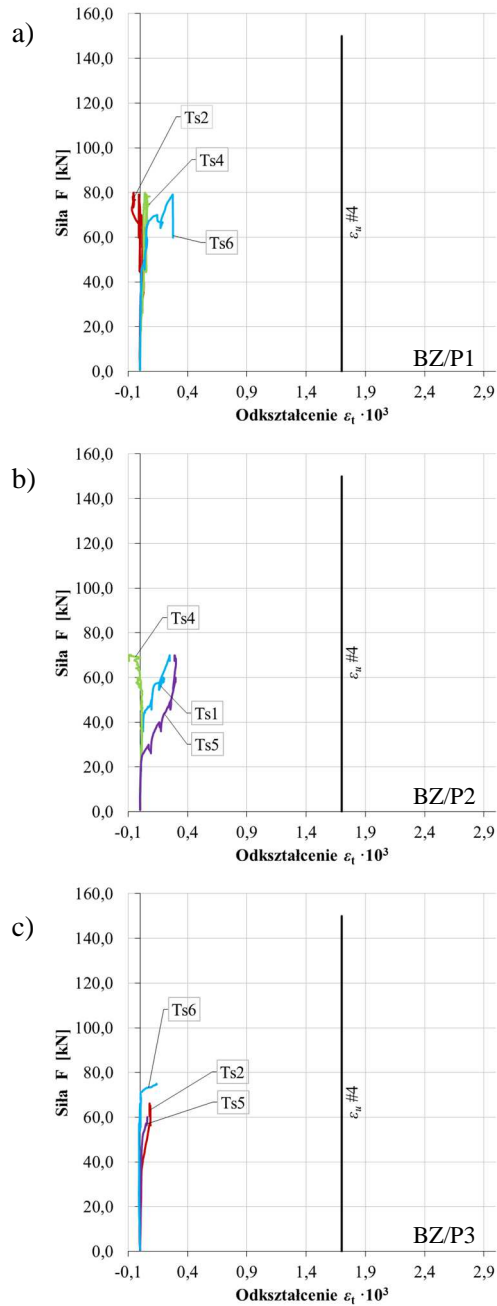 a)
Siła F [kN]
160,0
140,0
120,0
100,0
80,0
60,0
40,0
20,0
0,0
Ts2
Ts4
Ts6
εu #4
BZ/P1
-0,1 0,4 0,9 1,4 1,9 2,4 2,9
Odkształcenie εt ·10³
b)
Siła F [kN]
160,0
140,0
120,0
100,0
80,0
60,0
40,0
20,0
0,0
Ts4
Ts1
Ts5
εu #4
BZ/P2
-0,1 0,4 0,9 1,4 1,9 2,4 2,9
Odkształcenie εt ·10³
c)
Siła F [kN]
160,0
140,0
120,0
100,0
80,0
60,0
40,0
20,0
0,0
Ts6
Ts2
Ts5
εu #4
BZ/P3
-0,1 0,4 0,9 1,4 1,9 2,4 2,9
Odkształcenie εt ·10³